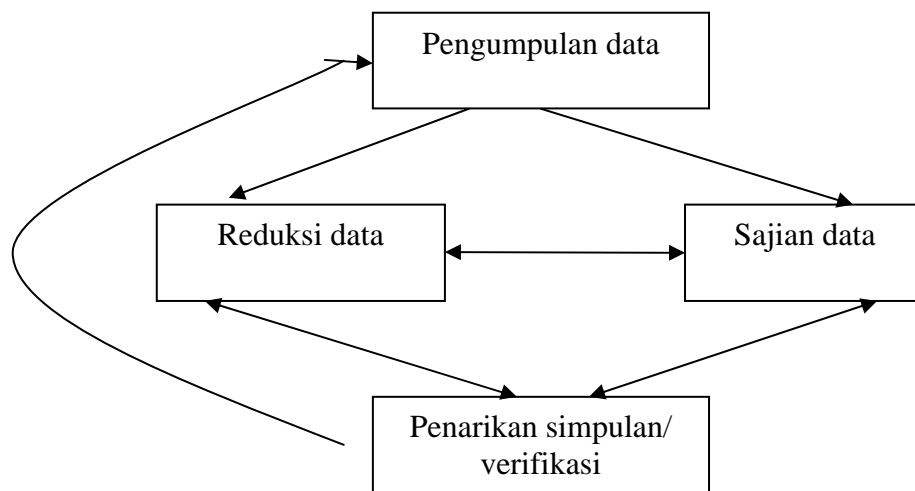 Pengumpulan data
Reduksi data
Sajian data
Penarikan simpulan/
verifikasi